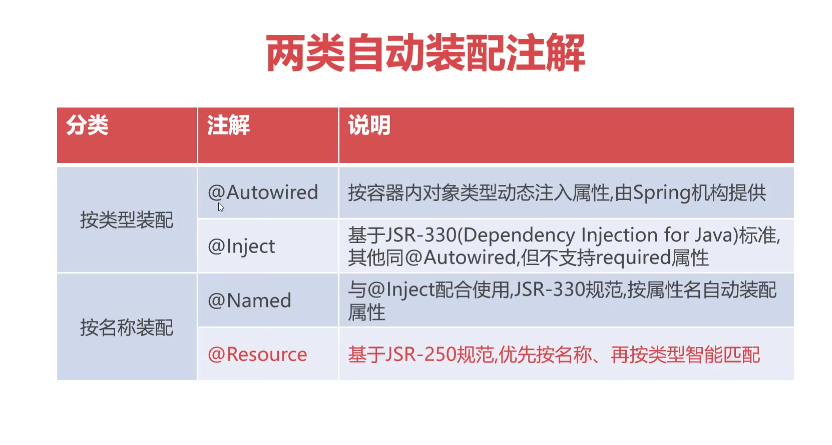 两类自动装配注解
分类 注解 说明
按类型装配
@Autowired 按容器内对象类型动态注入属性,由Spring机构提供
@Inject 基于JSR-330(Dependency Injection for Java)标准,
其他同@Autowired,但不支持required属性
按名称装配
@Named 与@Inject配合使用,JSR-330规范,按属性名自动装配
属性
@Resource 基于JSR-250规范,优先按名称、再按类型智能匹配